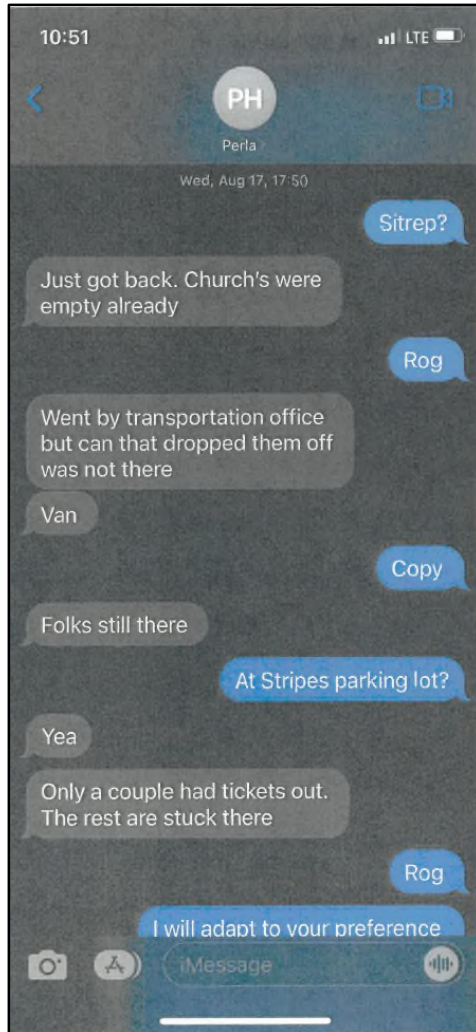 10:51
LTE
PH
Perla
Wed, Aug 17, 17:50
Sitrep?
Just got back. Church's were
empty already
Rog
Went by transportation office
but can that dropped them off
was not there
Van
Copy
Folks still there
At Stripes parking lot?
Yea
Only a couple had tickets out.
The rest are stuck there
Rog
I will adapt to your preference
iMessage